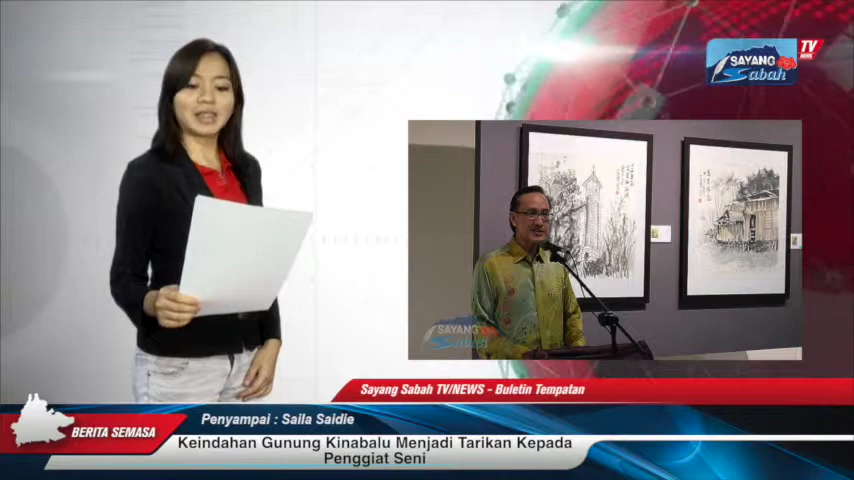 SAYANG
Sabah
TV
NEWS
SAYANG
Sabah
Sayang Sabah TV/NEWS - Buletin Tempatan
Penyampai : Saila Saidie
BERITA SEMASA
Keindahan Gunung Kinabalu Menjadi Tarikan Kepada
Penggiat Seni